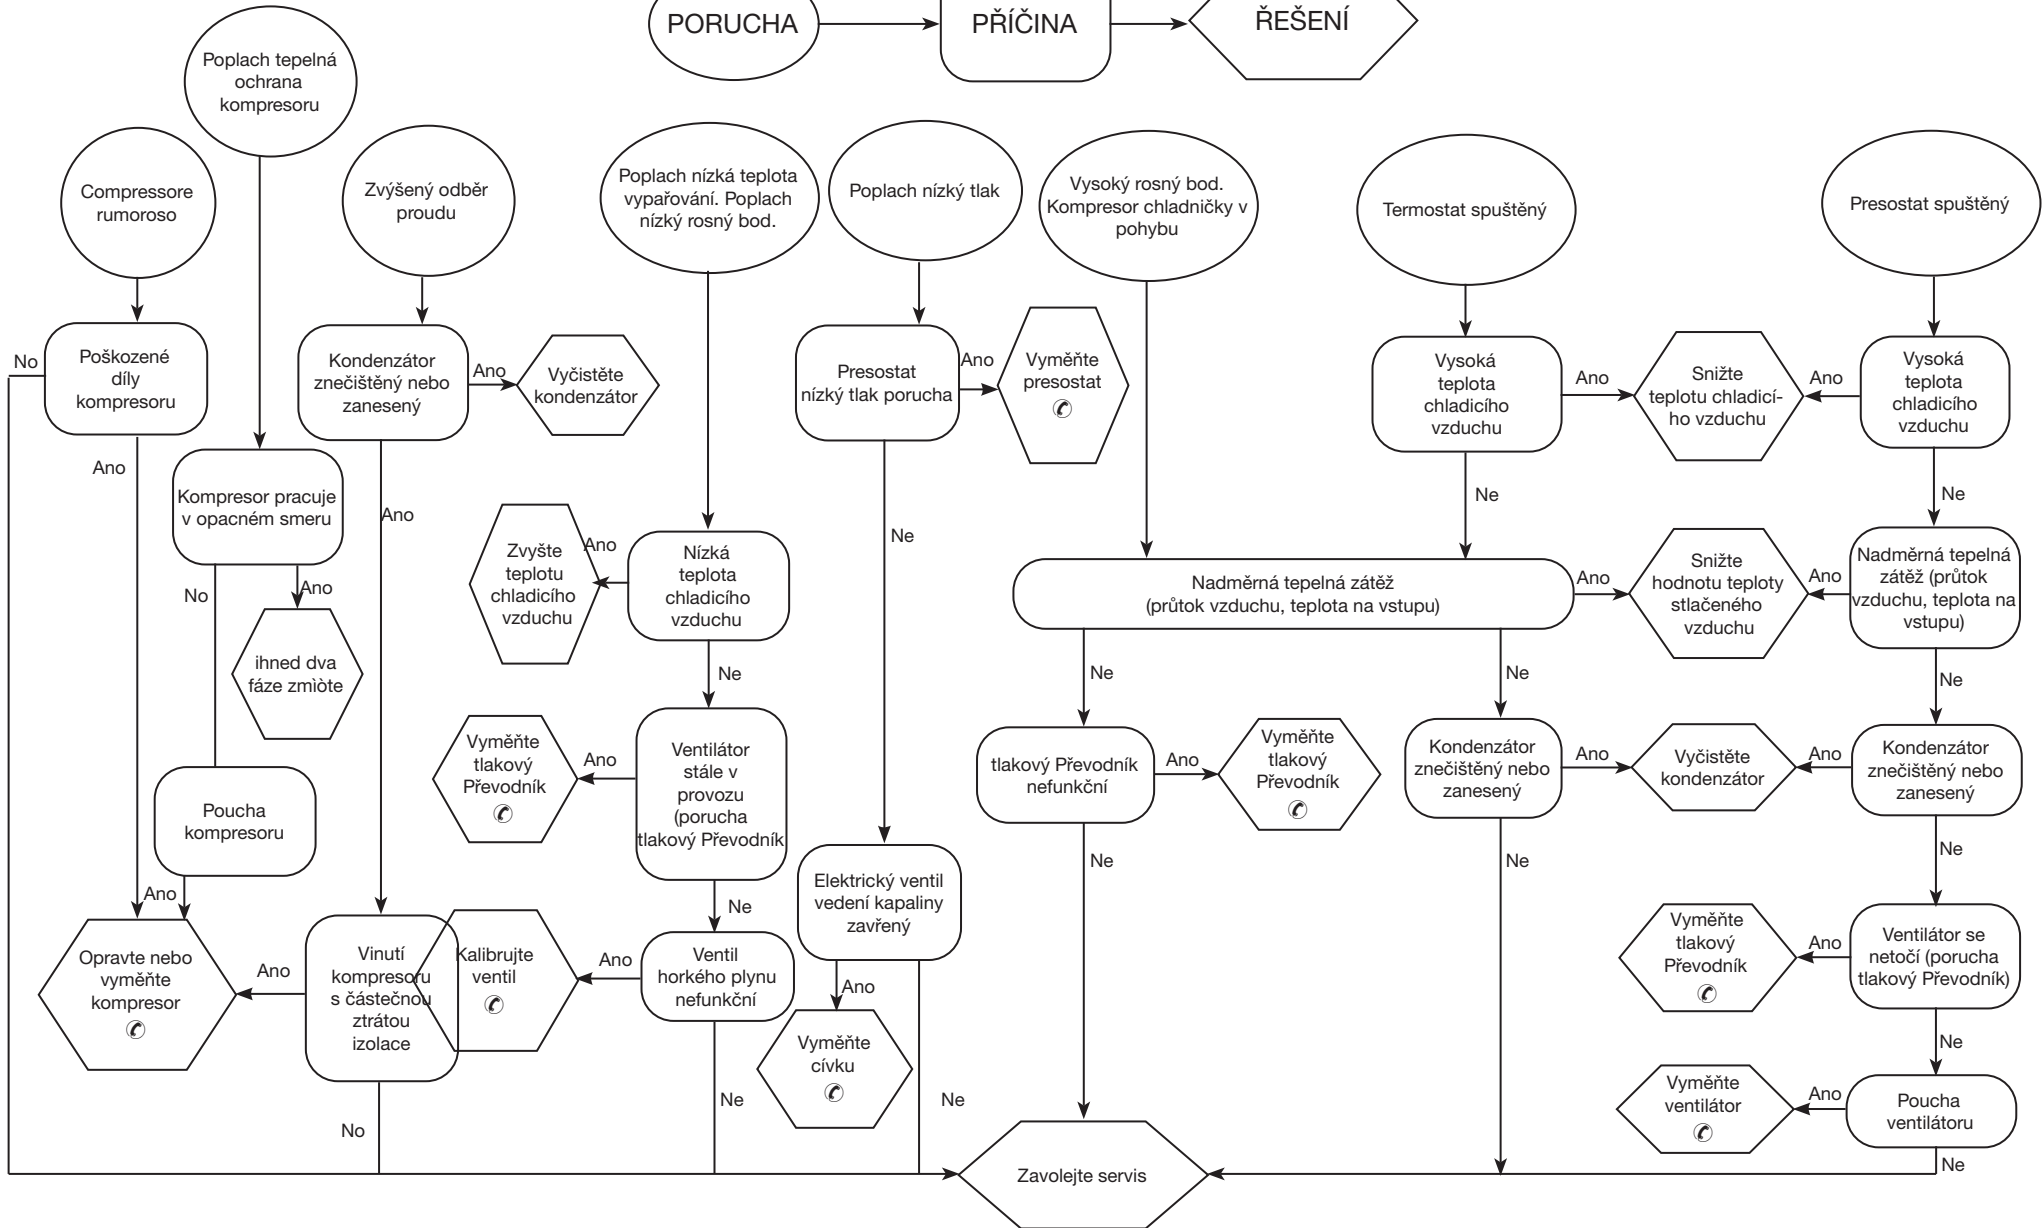 PORUCHA
PŘÍČINA
ŘEŠENÍ
Poplach tepelná
ochrana
kompresoru
Compressore
rumoroso
Zvýšený odběr
proudu
Poplach nízká teplota
vypařování. Poplach
nízký rosný bod.
Poplach nízký tlak
Vysoký rosný bod.
Kompresor chladničky v
pohybu
Termostat spuštěný
Presostat spuštěný
No
Poškozené
díly
kompresoru
Kondenzátor
znečištěný nebo
zanesený
Ano
Vyčistěte
kondenzátor
Presostat
nízký tlak porucha
Ano
Vyměňte
presostat
✆
Vysoká
teplota
chladicího
vzduchu
Ano
Snižte
teplotu chladicí-
ho vzduchu
Ano
Vysoká
teplota
chladicího
vzduchu
Ano
Kompresor pracuje
v opacném smeru
Ano
Ne
Ne
Ne
Zvyšte
teplotu
chladicího
vzduchu
Ano
Nízká
teplota
chladicího
vzduchu
Nadměrná tepelná zátěž
(průtok vzduchu, teplota na vstupu)
Ano
Snižte
hodnotu teploty
stlačeného
vzduchu
Ano
Nadměrná tepelná
zátěž (průtok
vzduchu, teplota na
vstupu)
No
Ano
ihned dva
fáze zmìòte
Ne
Ne
Ne
Ne
Vyměňte
tlakový
Převodník
✆
Ano
Ventilátor
stále v
provozu
(porucha
tlakový Převodník
tlakový Převodník
nefunkční
Ano
Vyměňte
tlakový
Převodník
✆
Kondenzátor
znečištěný nebo
zanesený
Ano
Vyčistěte
kondenzátor
Ano
Kondenzátor
znečištěný nebo
zanesený
Poucha
kompresoru
Ne
Ne
Ne
Ano
Ne
Elektrický ventil
vedení kapaliny
zavřený
Opravte nebo
vyměňte
kompresor
✆
Ano
Vinutí
kompresoru
s částečnou
ztrátou
izolace
Kalibrujte
ventil
✆
Ano
Ventil
horkého plynu
nefunkční
Vyměňte
tlakový
Převodník
✆
Ano
Ventilátor se
netočí (porucha
tlakový Převodník)
Ano
Vyměňte
cívku
✆
Ne
Ne
Ne
Vyměňte
ventilátor
✆
Ano
Poucha
ventilátoru
No
Zavolejte servis
Ne